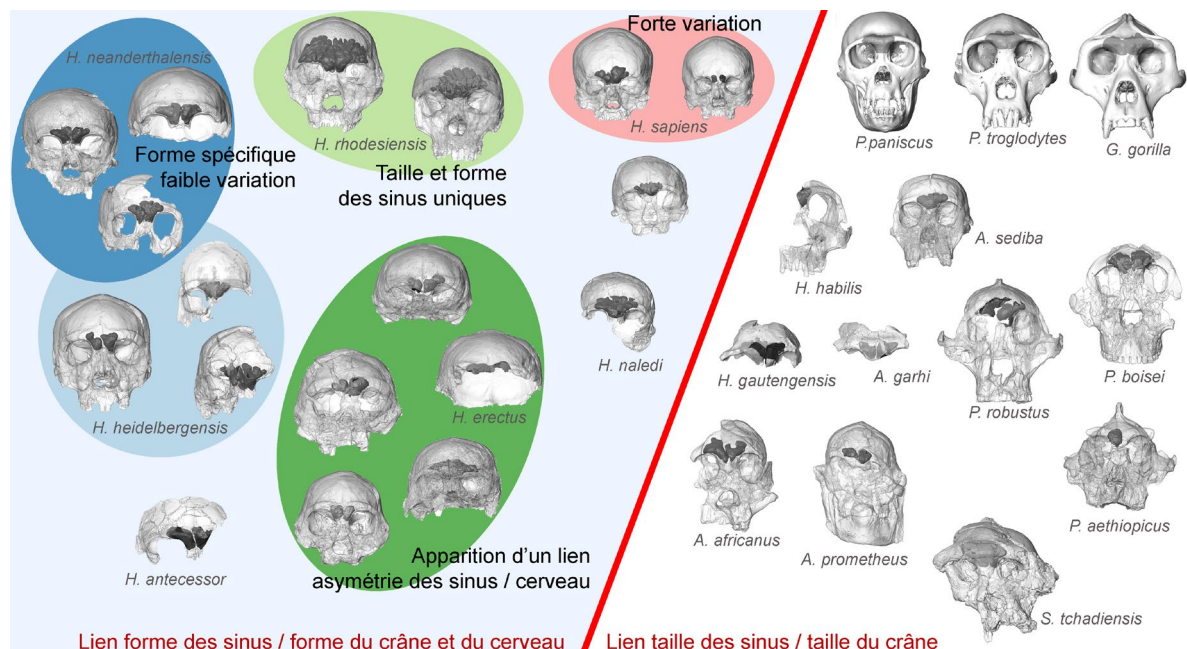 H. neanderthalensis
Forme spécifique
faible variation
H. rhodesiensis
Taille et forme
des sinus uniques
Forte variation
H. sapiens
H. heidelbergensis
H. erectus
H. naledi
H. antecessor
Apparition d’un lien
asymétrie des sinus / cerveau
Lien forme des sinus / forme du crâne et du cerveau
P.paniscus
P. troglodytes
G. gorilla
H. habilis
A. sediba
H. gautengensis
A. garhi
P. robustus
P. boisei
A. africanus
A. prometheus
P. aethiopicus
S. tchadiensis
Lien taille des sinus / taille du crâne